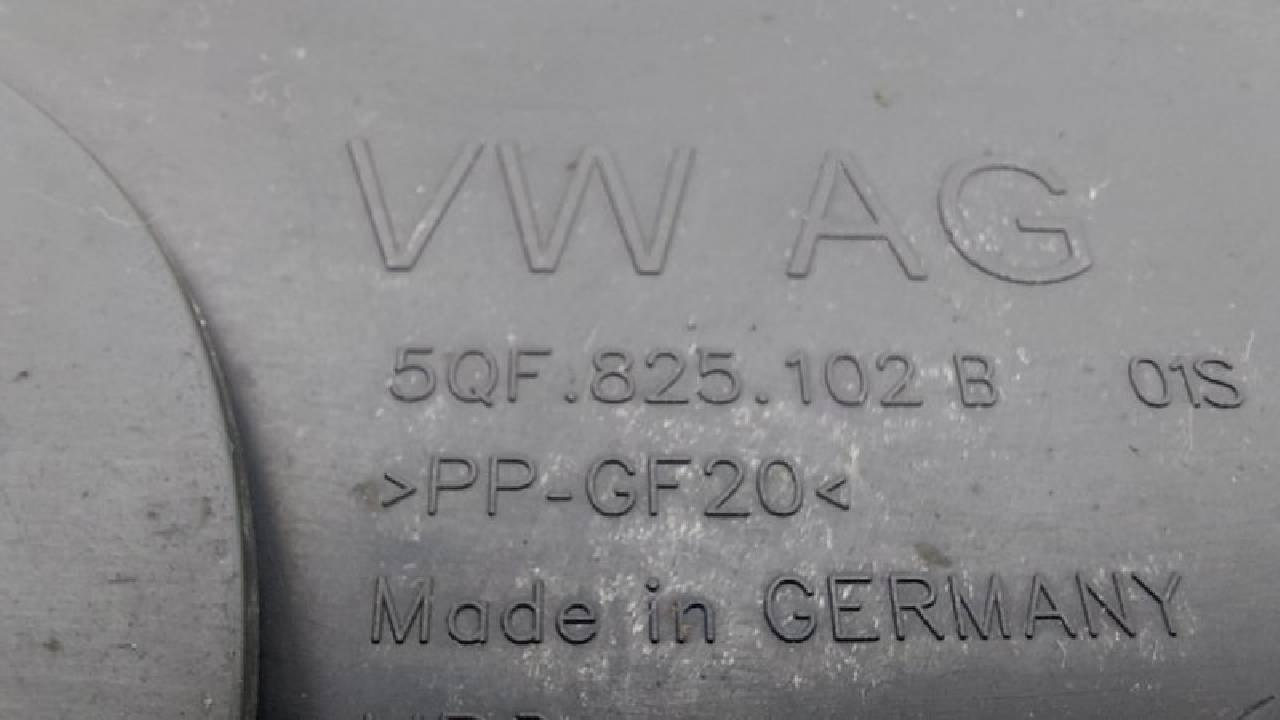 VW AG
5QF.825.102 B 01S
>PP-GF20<
Made in GERMANY